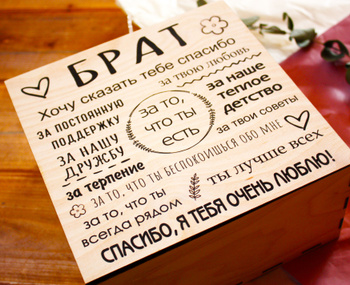 БРАТ
Хочу сказать тебе спасибо
за твою любовь
ЗА ПОСТОЯННУЮ
ПОДДЕРЖКУ
за то,
что ты
есть
за наше
теплое
детство
ЗА НАШУ
ДРУЖБУ
за твои советы
за терпение
ЗА ТО, ЧТО ТЫ БЕСПОКОИШЬСЯ ОБО МНЕ
за то, что ты
всегда рядом
ты лучше всех
СПАСИБО, Я ТЕБЯ ОЧЕНЬ ЛЮБЛЮ!